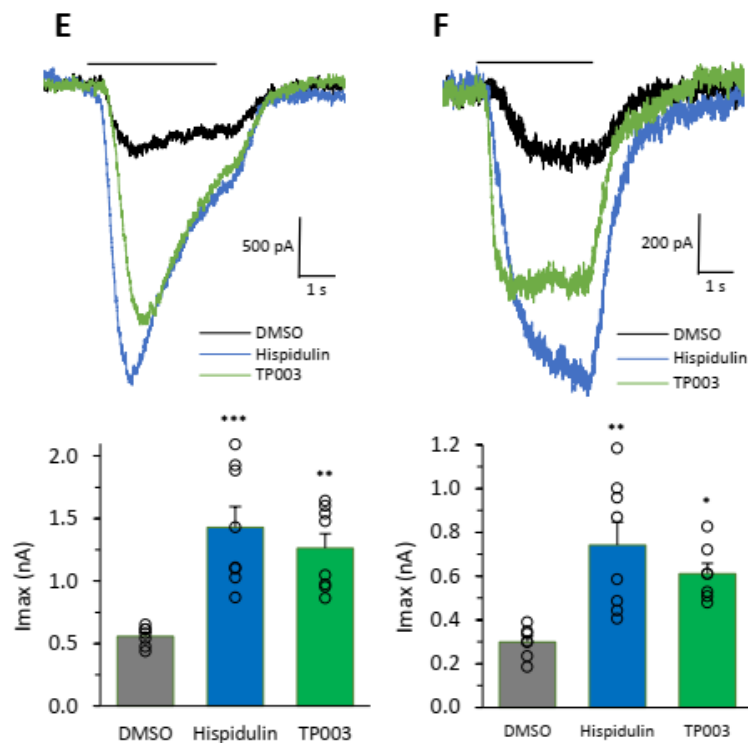 E
500 pA
1 s
DMSO
Hispidulin
TP003
***
**
2.0
1.5
1.0
0.5
0.0
Imax (nA)
DMSO Hispidulin TP003
F
200 pA
1 s
DMSO
Hispidulin
TP003
**
*
1.2
1.0
0.8
0.6
0.4
0.2
0.0
Imax (nA)
DMSO Hispidulin TP003